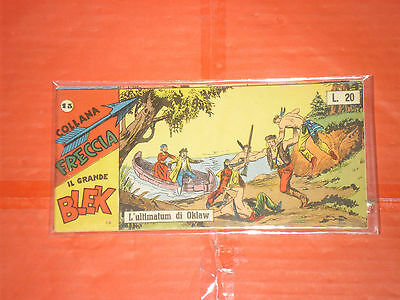 15
COLLANA
FRECCIA
IL GRANDE
BLEK
L. 20
L'ultimatum di Oklaw